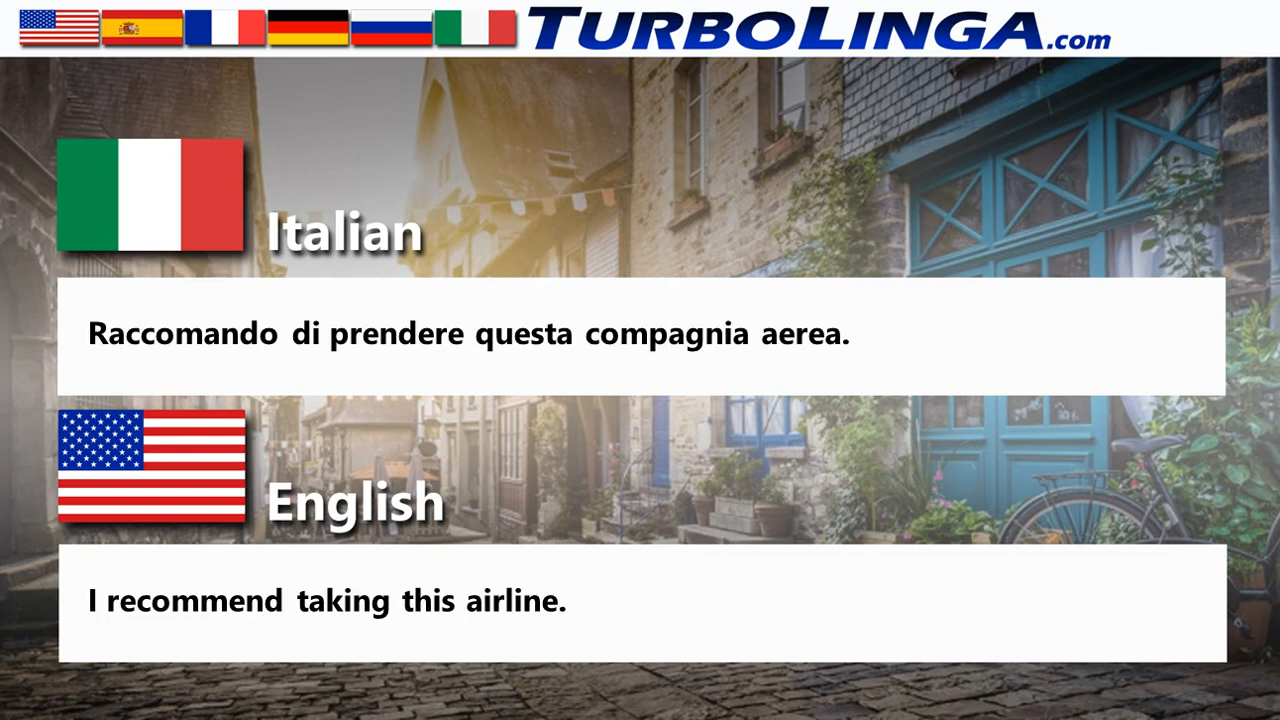 TURBOLINGA.com
Italian
Raccomando di prendere questa compagnia aerea.
English
I recommend taking this airline.